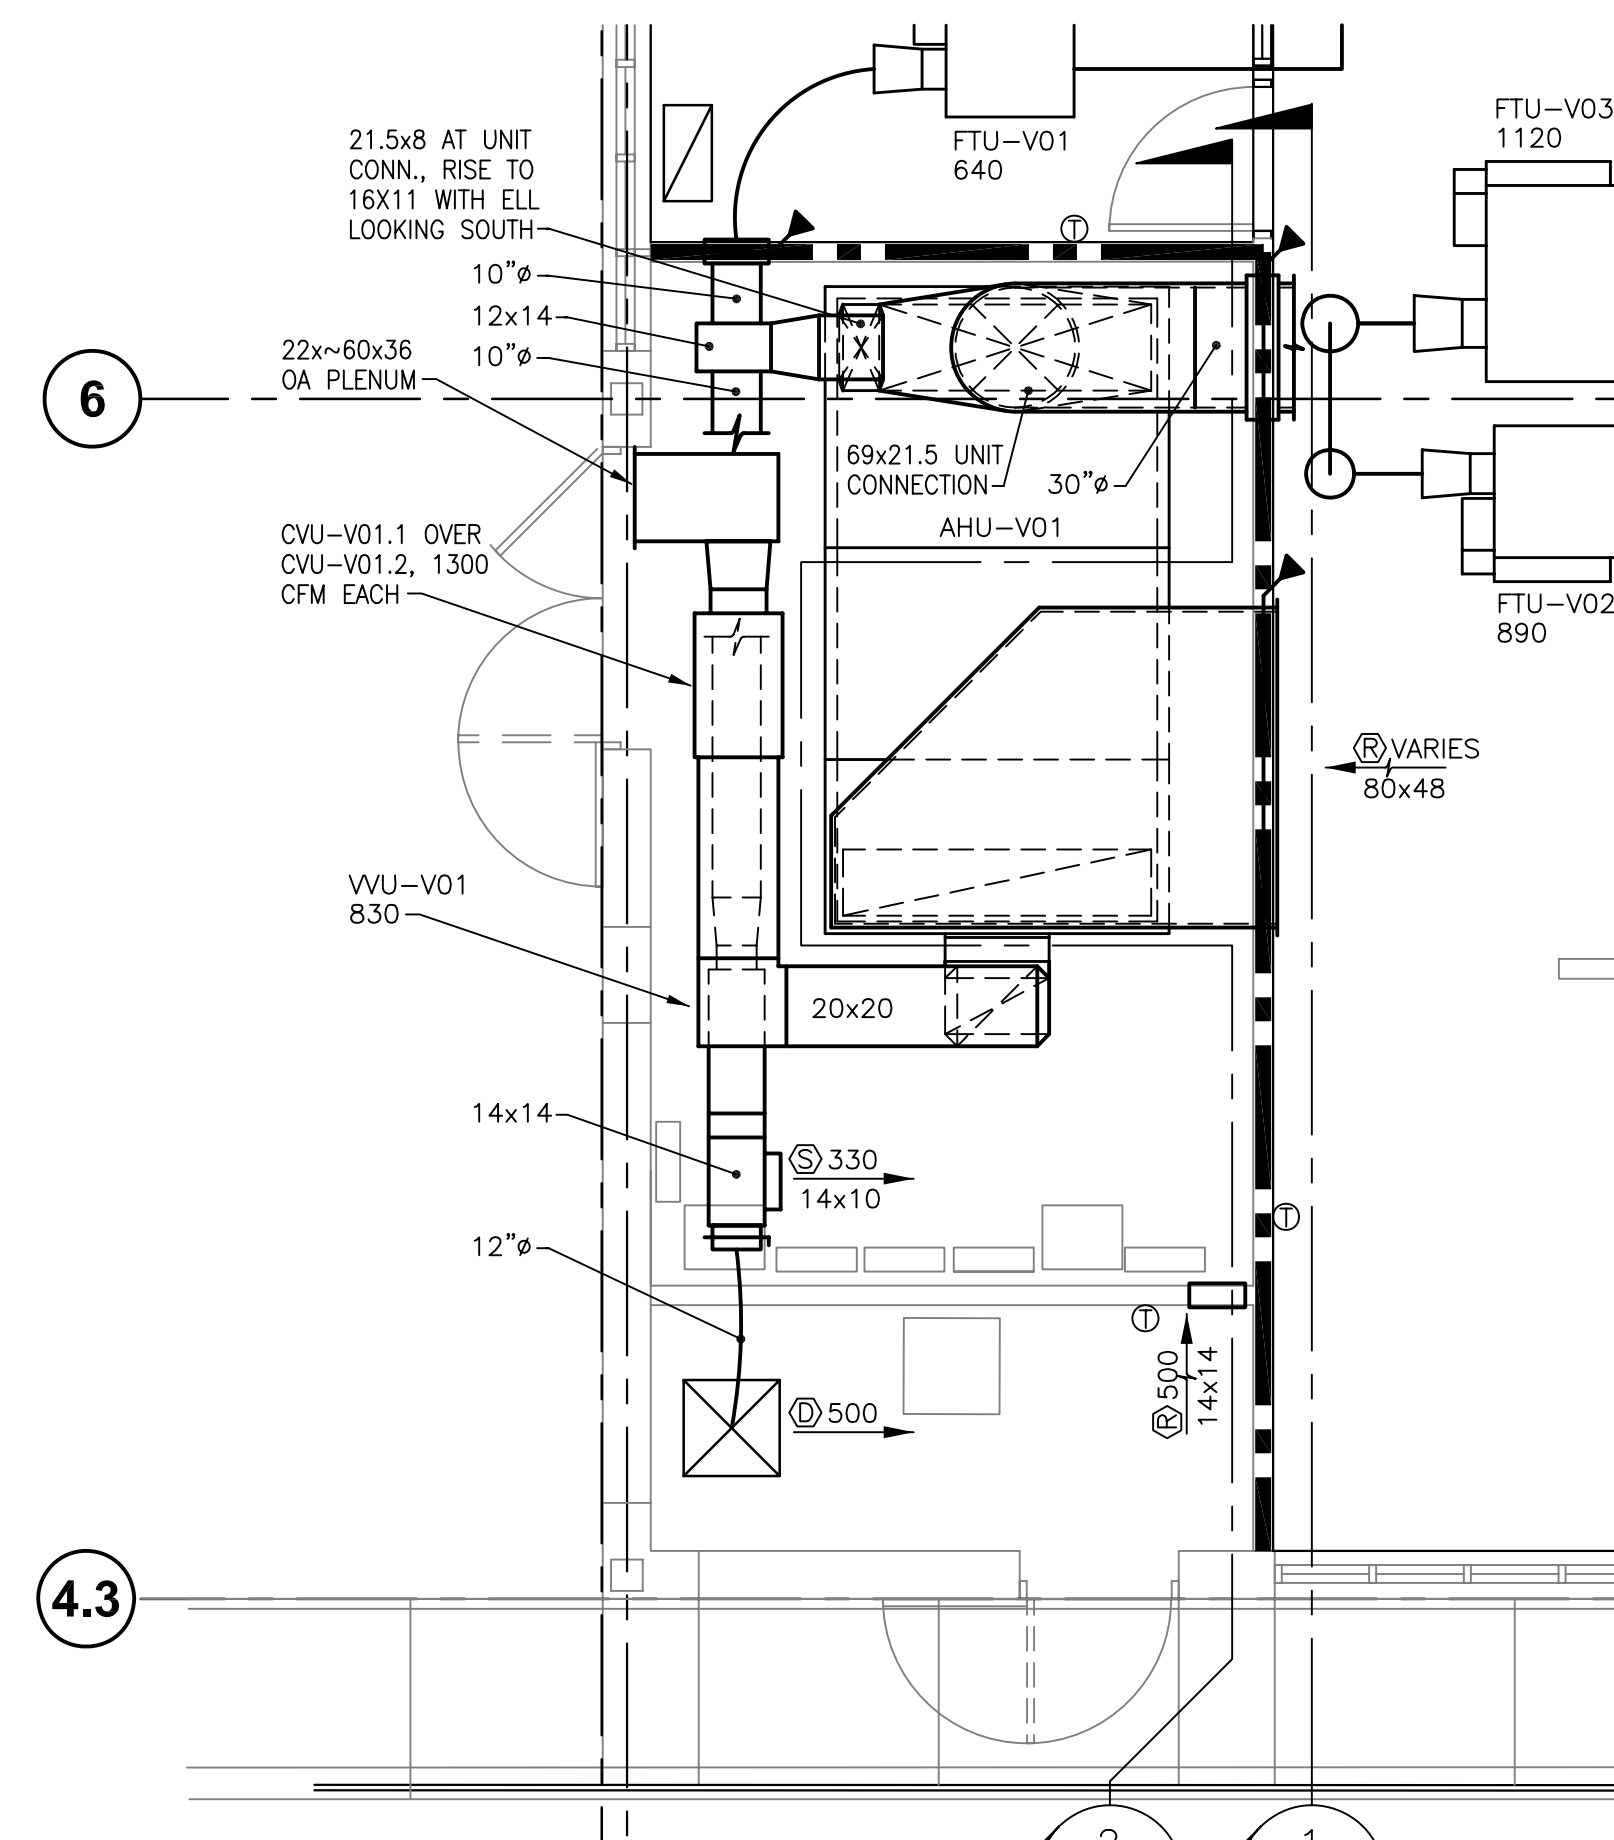 21.5x8 AT UNIT
CONN., RISE TO
16X11 WITH ELL
LOOKING SOUTH
FTU-V01
640
FTU-V03
1120
10"ø
12x14
10"ø
22x~60x36
OA PLENUM
6
69x21.5 UNIT
CONNECTION
30"ø
AHU-V01
CVU-V01.1 OVER
CVU-V01.2, 1300
CFM EACH
FTU-V02
890
R VARIES
80x48
VVU-V01
830
20x20
14x14
S 330
14x10
12"ø
T
T
T
R 500
14x14
D 500
4.3
2
1